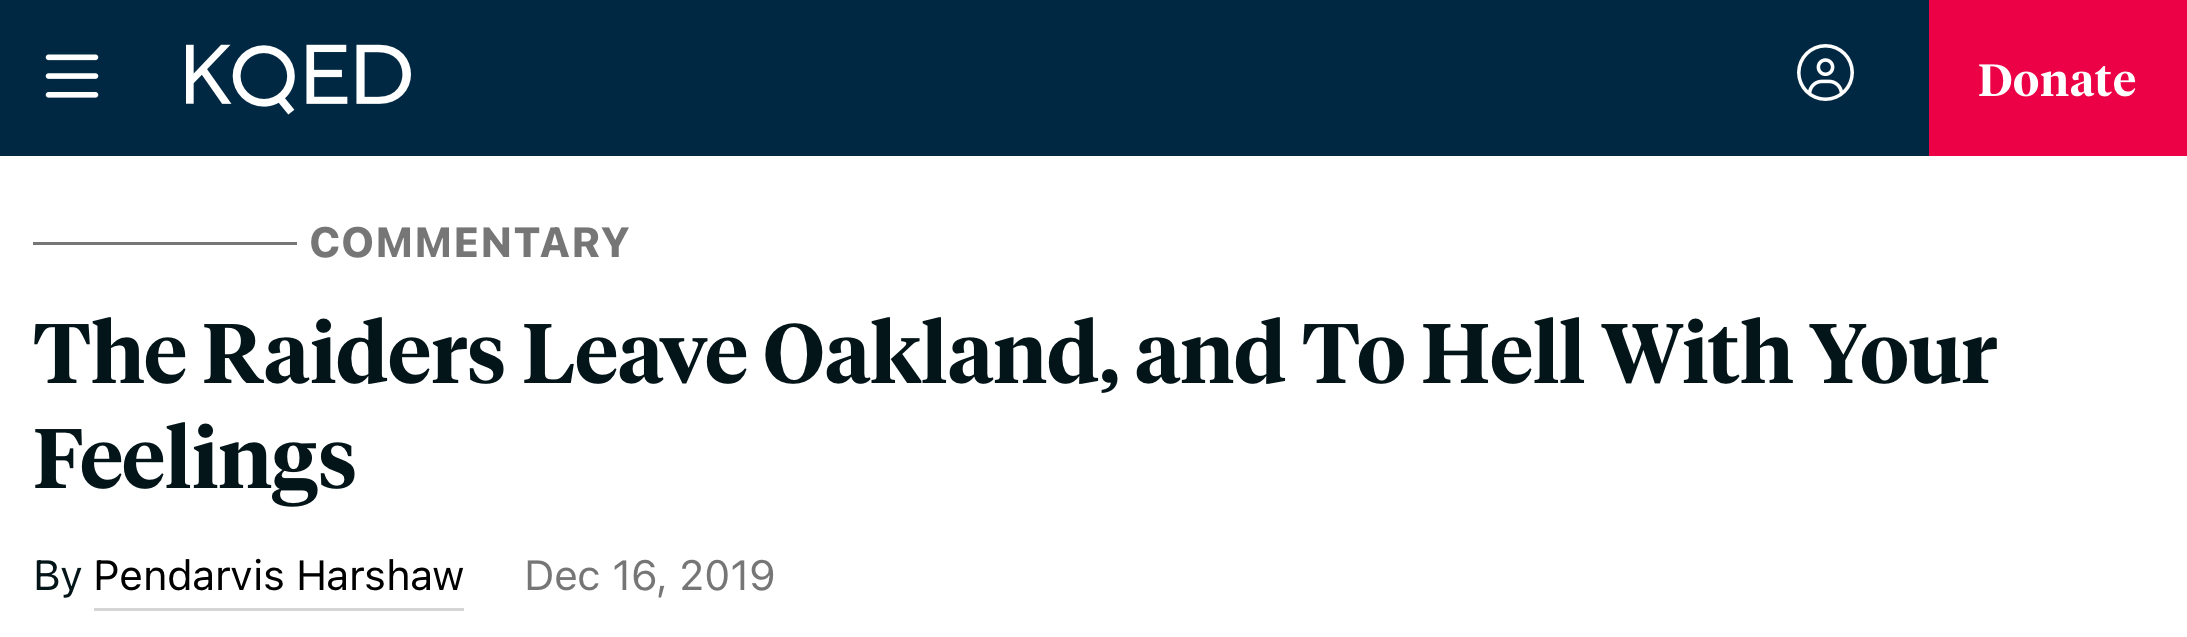 KQED
Donate
COMMENTARY
The Raiders Leave Oakland, and To Hell With Your
Feelings
By Pendarvis Harshaw Dec 16, 2019